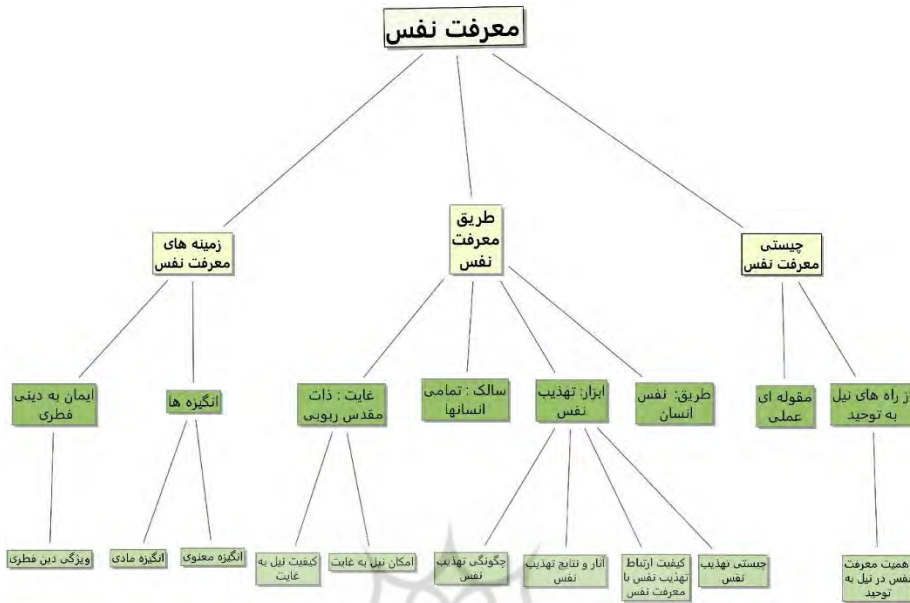 معرفت نفس
چیستی
معرفت نفس
طریق
معرفت
نفس
زمینه های
معرفت نفس
از راه های نیل
به توحید
مقوله ای
عملی
طریق: نفس
انسان
ابزار: تهذیب
نفس
سالک : تمامی
انسانها
غایت : ذات
مقدس ربوبی
انگیزه ها
ایمان به دینی
فطری
اهمیت معرفت
نفس در نیل به
توحید
چیستی تهذیب
نفس
کیفیت ارتباط
تهذیب نفس با
معرفت نفس
آثار و نتایج تهذیب
نفس
چگونگی تهذیب
نفس
امکان نیل به غایت
کیفیت نیل به
غایت
انگیزه معنوی
انگیزه مادی
ویژگی دین فطری